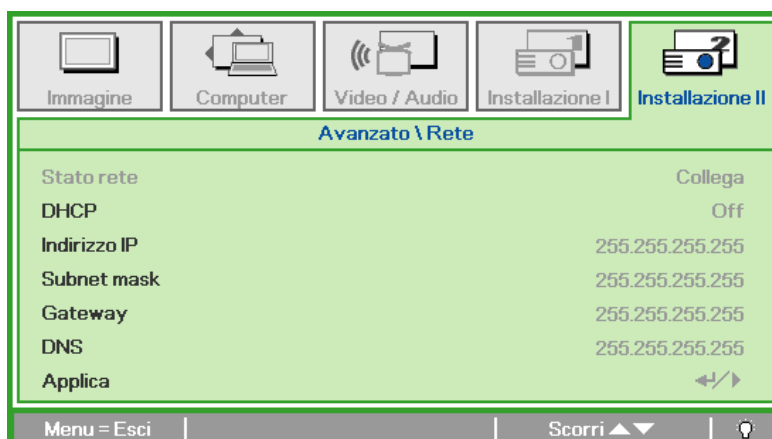 Immagine
Computer
Video / Audio
1
Installazione I
2
Installazione II
Avanzato \ Rete
Stato rete Collega
DHCP Off
Indirizzo IP 255.255.255.255
Subnet mask 255.255.255.255
Gateway 255.255.255.255
DNS 255.255.255.255
Applica
Menu = Esci Scorri